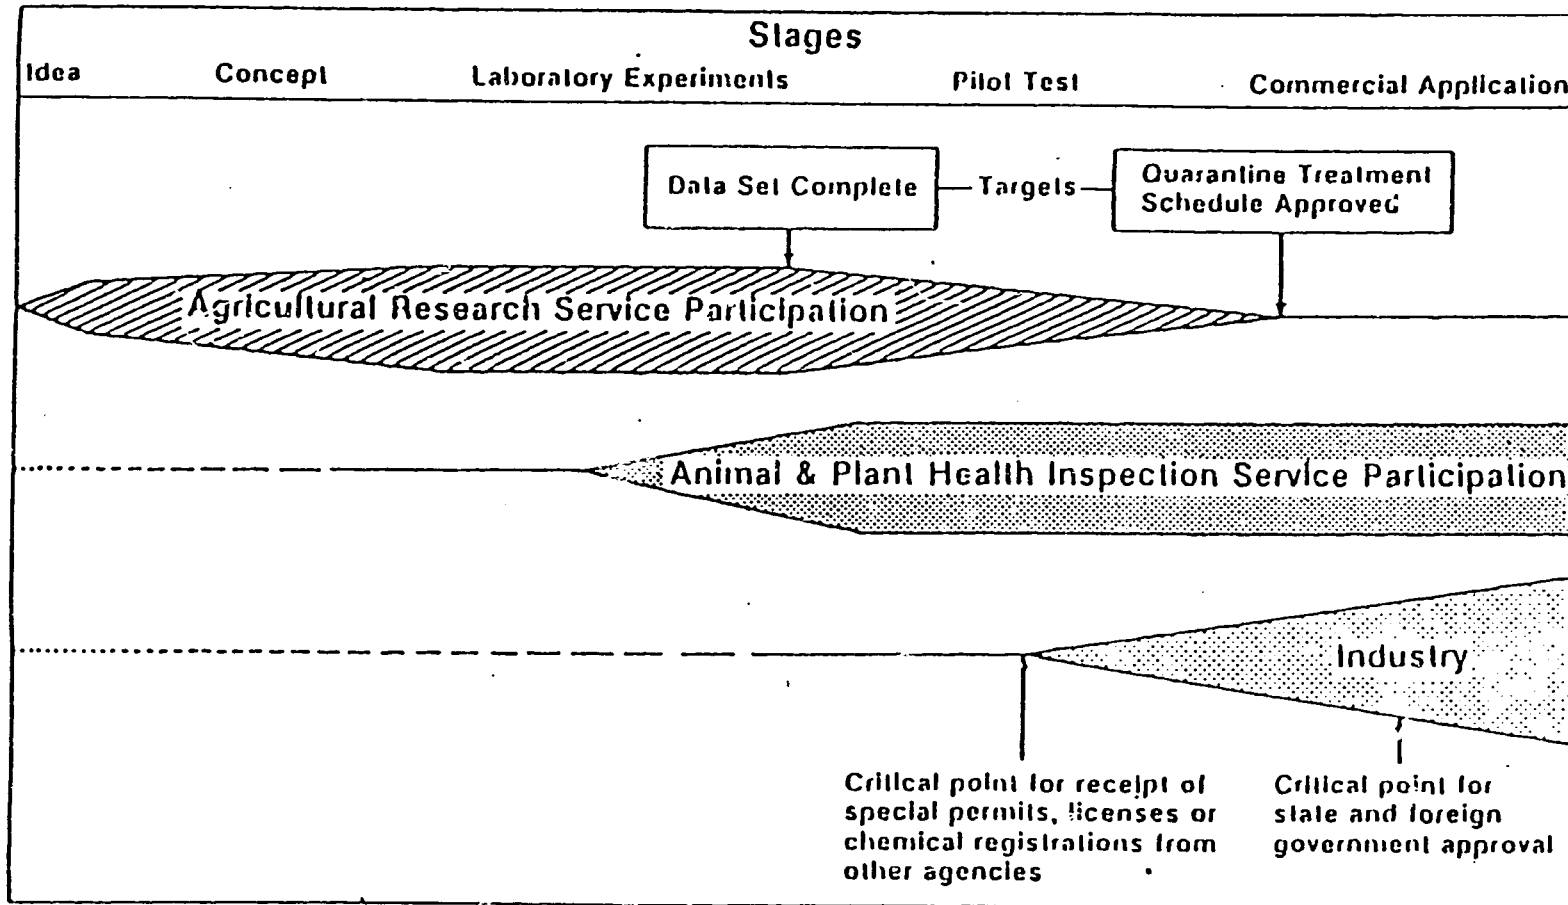 Stages
Idea Concept Laboratory Experiments Pilot Test Commercial Application
Data Set Complete
Targets
Quarantine Treatment
Schedule Approved
Agricultural Research Service Participation
Animal & Plant Health Inspection Service Participation
Industry
Critical point for receipt of
special permits, licenses or
chemical registrations from
other agencies
Critical point for
state and foreign
government approval